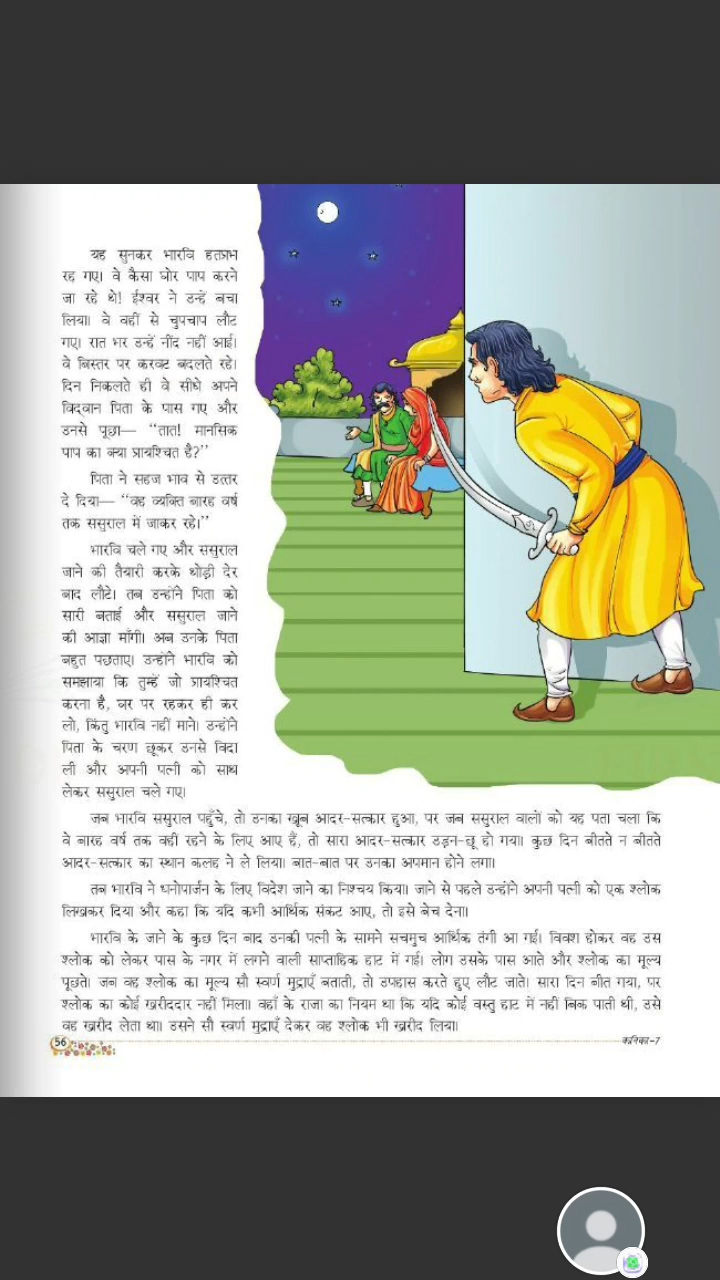 यह सुनकर भारवि हतप्रभ
रह गए। वे कैसा घोर पाप करने
जा रहे थे! ईश्वर ने उन्हें बचा
लिया। वे वहीं से चुपचाप लौट
गए। रात भर उन्हें नींद नहीं आई।
वे बिस्तर पर करवट बदलते रहे।
दिन निकलते ही वे सीधे अपने
विद्वान पिता के पास गए और
उनसे पूछा— “तात! मानसिक
पाप का क्या प्रायश्चित है?”
पिता ने सहज भाव से उत्तर
दे दिया— “वह व्यक्ति बारह वर्ष
तक ससुराल में जाकर रहे।”
भारवि चले गए और ससुराल
जाने की तैयारी करके थोड़ी देर
बाद लौटे। तब उन्होंने पिता को
सारी बताई और ससुराल जाने
की आज्ञा माँगी। अब उनके पिता
बहुत पछताए। उन्होंने भारवि को
समझाया कि तुम्हें जो प्रायश्चित
करना है, घर पर रहकर ही कर
लो, किंतु भारवि नहीं माने। उन्होंने
पिता के चरण छूकर उनसे विदा
ली और अपनी पत्नी को साथ
लेकर ससुराल चले गए।
जब भारवि ससुराल पहुँचे, तो उनका खूब आदर-सत्कार हुआ, पर जब ससुराल वालों को यह पता चला कि
वे बारह वर्ष तक वहीं रहने के लिए आए हैं, तो सारा आदर-सत्कार उड़न-छू हो गया। कुछ दिन बीतते न बीतते
आदर-सत्कार का स्थान कलह ने ले लिया। बात-बात पर उनका अपमान होने लगा।
तब भारवि ने धनोपार्जन के लिए विदेश जाने का निश्चय किया। जाने से पहले उन्होंने अपनी पत्नी को एक श्लोक
लिखकर दिया और कहा कि यदि कभी आर्थिक संकट आए, तो इसे बेच देना।
भारवि के जाने के कुछ दिन बाद उनकी पत्नी के सामने सचमुच आर्थिक तंगी आ गई। विवश होकर वह उस
श्लोक को लेकर पास के नगर में लगने वाली साप्ताहिक हाट में गई। लोग उसके पास आते और श्लोक का मूल्य
पूछते। जब वह श्लोक का मूल्य सौ स्वर्ण मुद्राएँ बताती, तो उपहास करते हुए लौट जाते। सारा दिन बीत गया, पर
श्लोक का कोई खरीददार नहीं मिला। वहाँ के राजा का नियम था कि यदि कोई वस्तु हाट में नहीं बिक पाती थी, उसे
वह खरीद लेता था। उसने सौ स्वर्ण मुद्राएँ देकर वह श्लोक भी खरीद लिया।
56
कनिका-7